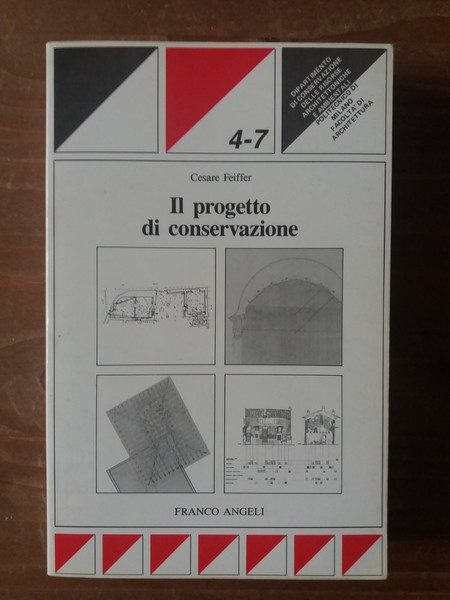 DIPARTIMENTO
DI CONSERVAZIONE
DELLE RISORSE
ARCHITETTONICHE
E AMBIENTALI
POLITECNICO DI
MILANO
FACOLTA' DI
ARCHITETTURA
4-7
Cesare Feiffer
Il progetto
di conservazione
FRANCO ANGELI